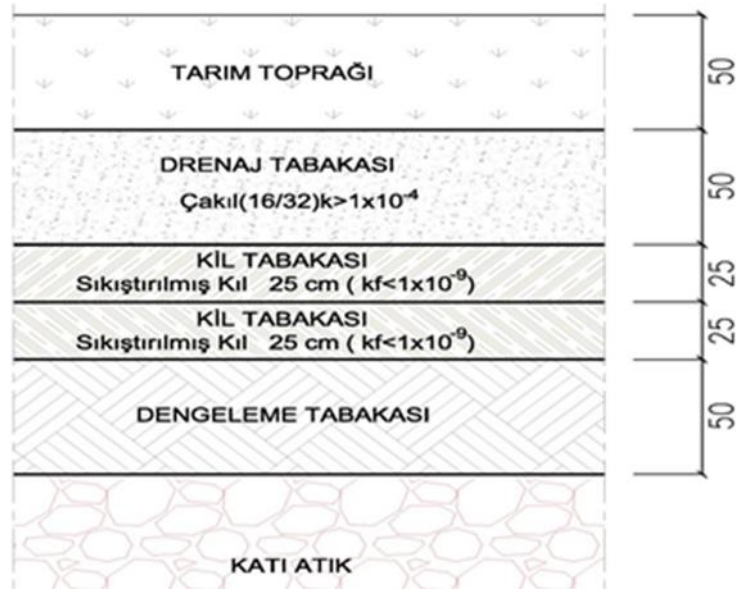 TARIM TOPRAĞI
50
DRENAJ TABAKASI
Çakıl(16/32)k>1x10⁻⁴
50
KİL TABAKASI
Sıkıştırılmış Kıl 25 cm ( kf<1x10⁻⁹)
25
KİL TABAKASI
Sıkıştırılmış Kıl 25 cm ( kf<1x10⁻⁹)
25
DENGELEME TABAKASI
50
KATI ATIK